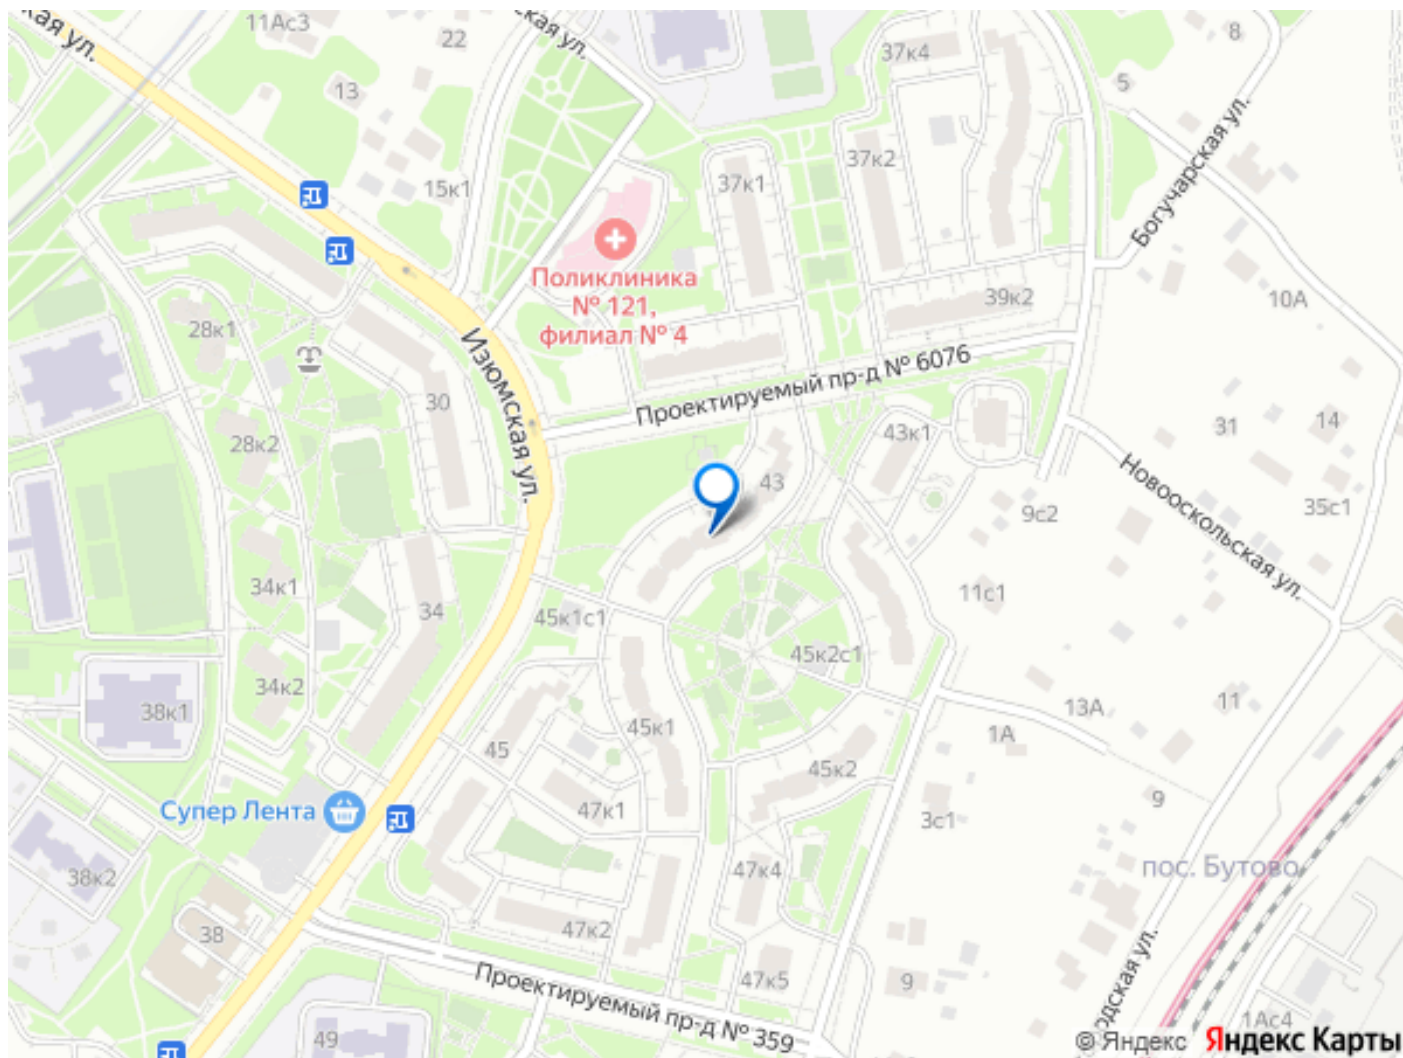 11Ас3
22
8
ская ул.
37к4
кая ул.
13
5
37к2
15к1
37к1
Богучарская ул.
Поликлиника
№ 121,
филиал № 4
39к2
10А
28к1
Изюмская ул.
Проектируемый пр-д № 6076
30
14
31
43к1
28к2
Новооскольская ул.
43
35с1
9с2
34к1
11с1
34
45к1с1
45к2с1
34к2
11
13А
38к1
45к1
1А
45
45к2
9
Супер Лента
47к1
3с1
пос. Бутово
38к2
47к4
47к2
38
Проектируемый пр-д № 359
47к5
9
одская ул.
1Ас4
49
© Яндекс Яндекс Карты